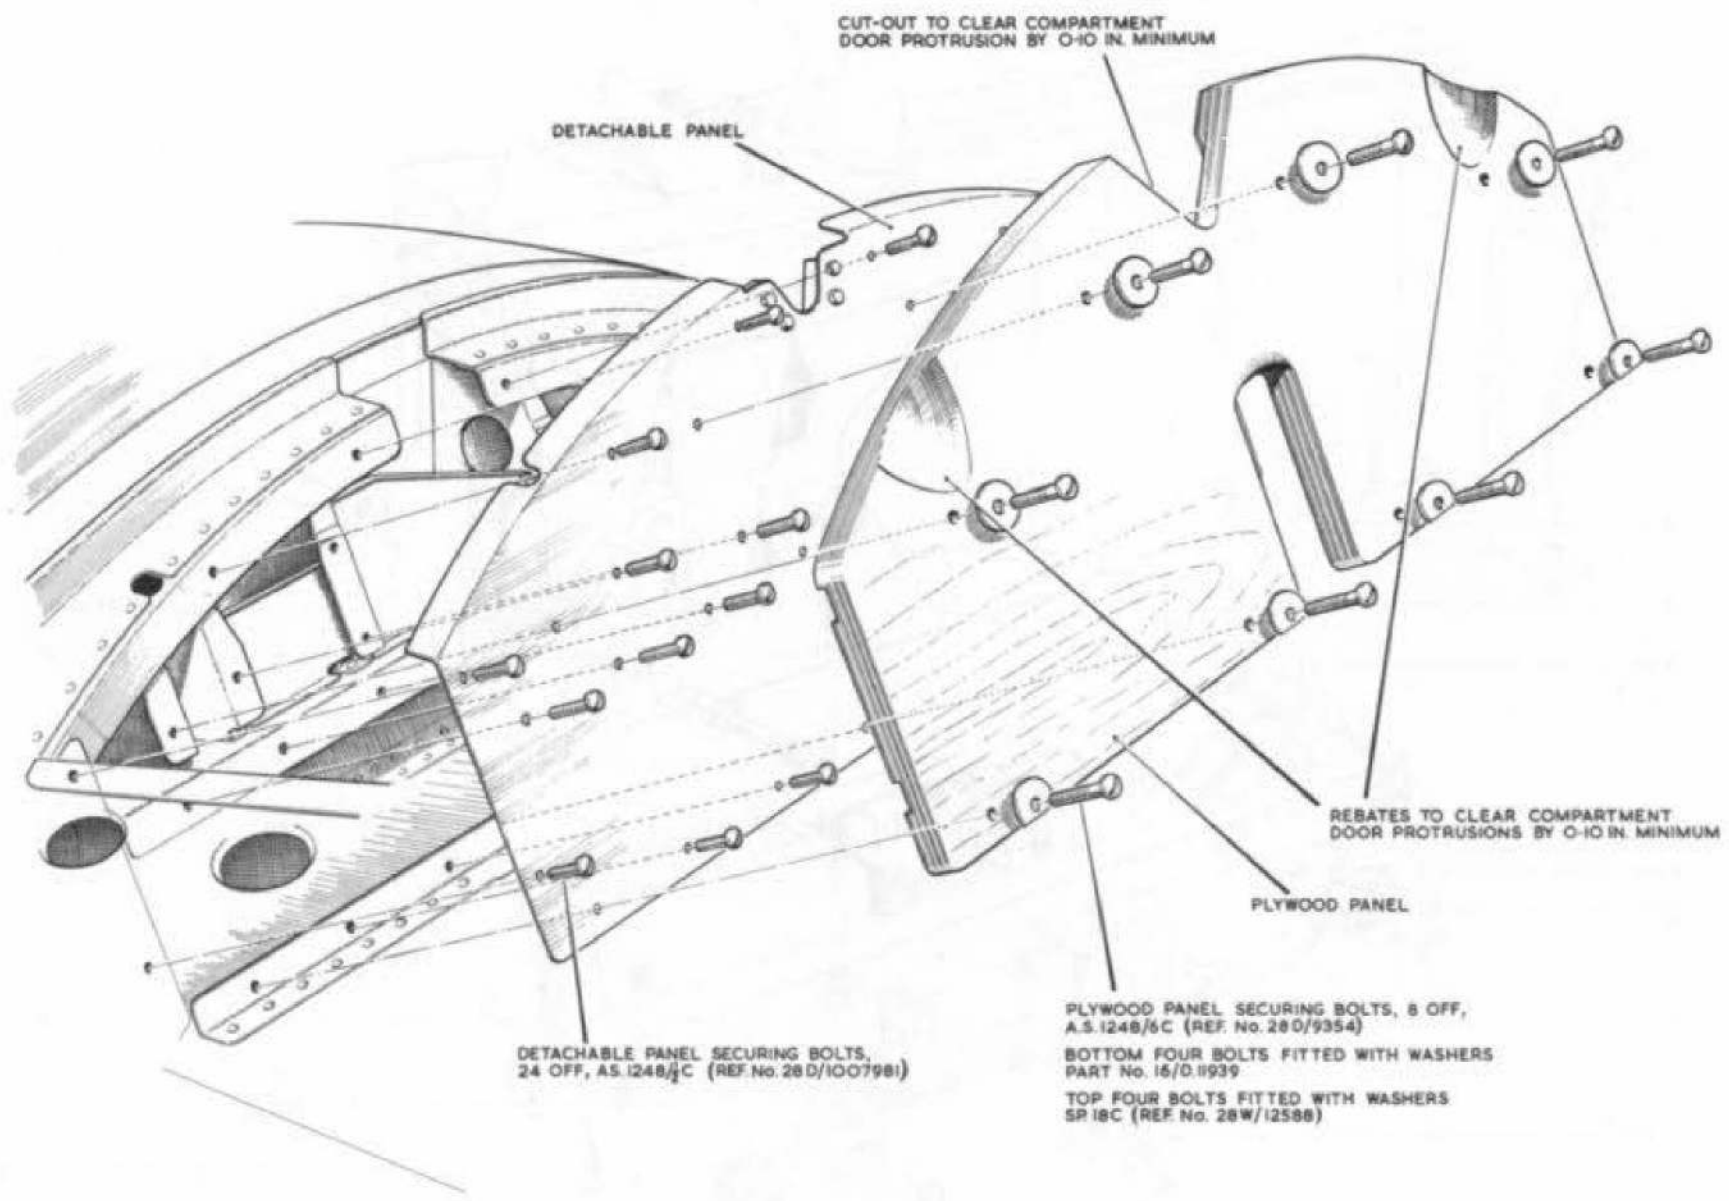 CUT-OUT TO CLEAR COMPARTMENT
DOOR PROTRUSION BY 0·10 IN. MINIMUM
DETACHABLE PANEL
REBATES TO CLEAR COMPARTMENT
DOOR PROTRUSIONS BY 0·10 IN. MINIMUM
PLYWOOD PANEL
PLYWOOD PANEL SECURING BOLTS, 8 OFF,
A.S. 1248/6C (REF. No. 28D/9354)
BOTTOM FOUR BOLTS FITTED WITH WASHERS
PART No. 16/D.11939
TOP FOUR BOLTS FITTED WITH WASHERS
SP. 18C (REF. No. 28W/12588)
DETACHABLE PANEL SECURING BOLTS,
24 OFF, A.S. 1248/½C (REF. No. 28D/1007981)